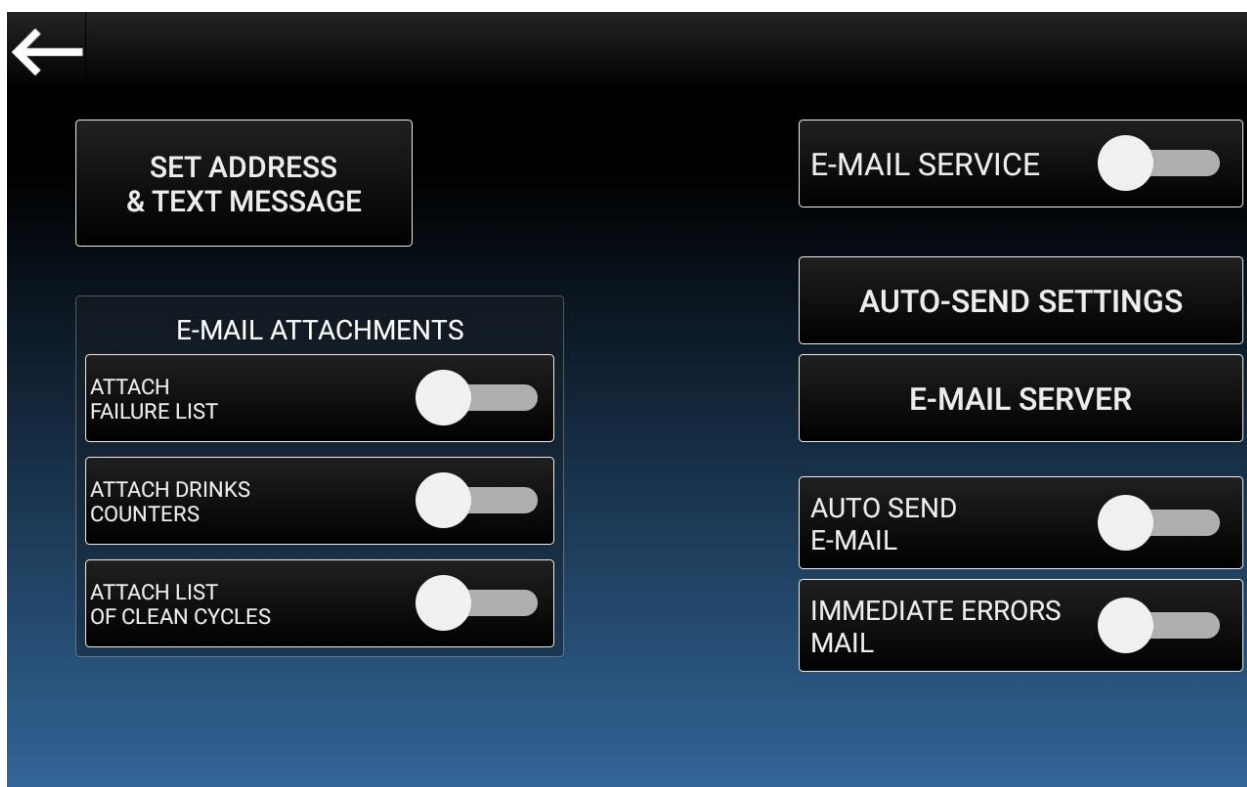 SET ADDRESS
& TEXT MESSAGE
E-MAIL ATTACHMENTS
ATTACH
FAILURE LIST
ATTACH DRINKS
COUNTERS
ATTACH LIST
OF CLEAN CYCLES
E-MAIL SERVICE
AUTO-SEND SETTINGS
E-MAIL SERVER
AUTO SEND
E-MAIL
IMMEDIATE ERRORS
MAIL